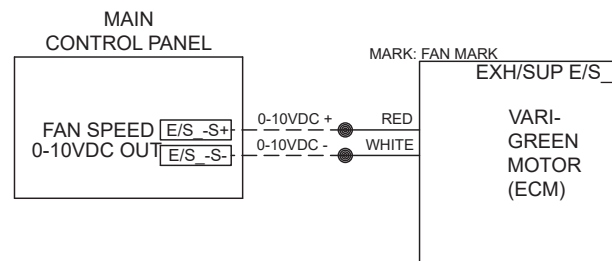 MAIN
CONTROL PANEL
FAN SPEED
0-10VDC OUT
E/S_-S+
E/S_-S-
0-10VDC +
0-10VDC -
RED
WHITE
MARK: FAN MARK
EXH/SUP E/S_
VARI-
GREEN
MOTOR
(ECM)